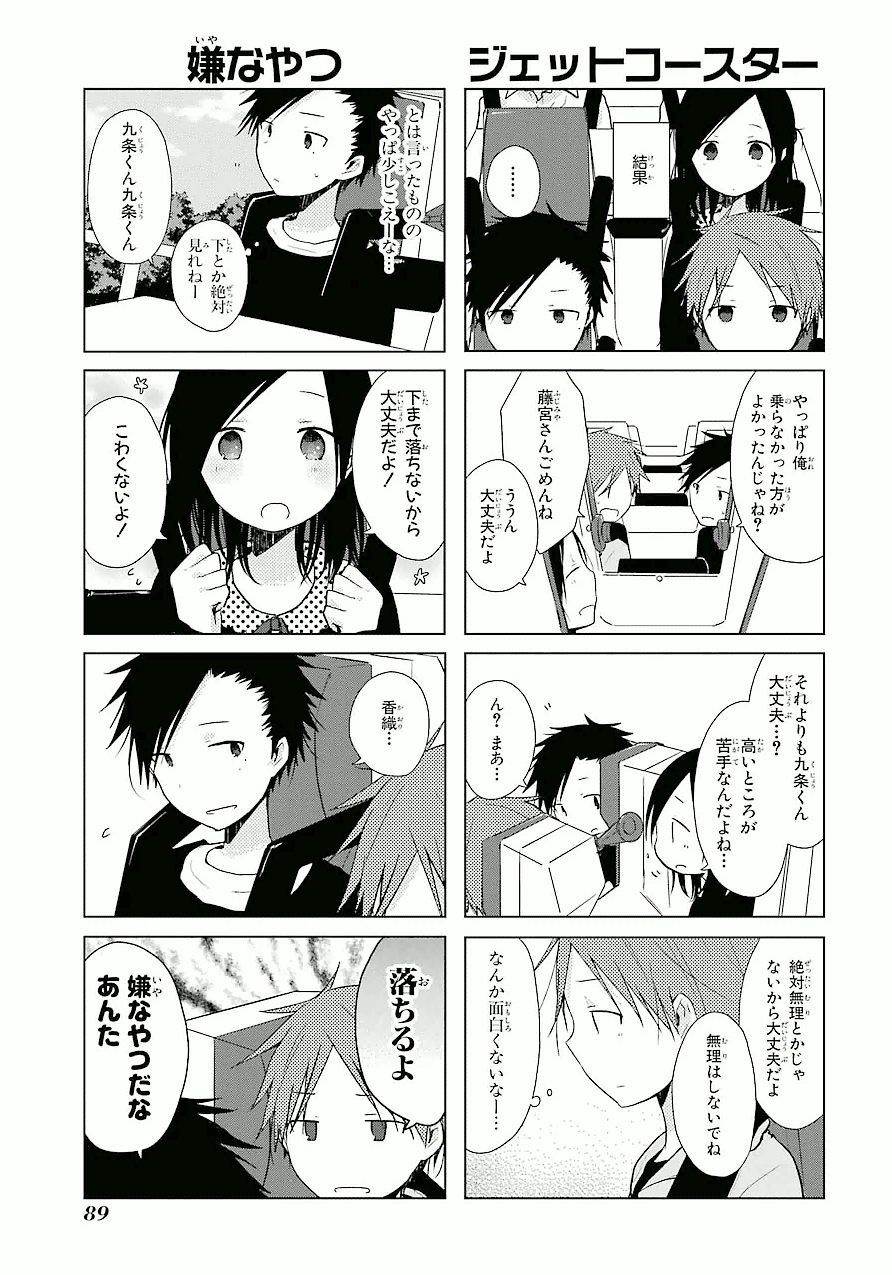 ジェットコースター
結果
……
やっぱり俺
乗らなかった方が
よかったんじゃね?
藤宮さんごめんね
ううん
大丈夫だよ
それよりも九条くん
大丈夫…?
高いところが
苦手なんだよね…
ん? まあ…
絶対無理とかじゃ
ないから大丈夫だよ
無理はしないでね
なんか面白くないなー…
嫌なやつ
とは言ったものの
やっぱ少しこえーな…
下とか絶対
見れねー
九条くん九条くん
下まで落ちないから
大丈夫だよ!
こわくないよ!
香織…
落ちるよ
嫌なやつだな
あんた
89